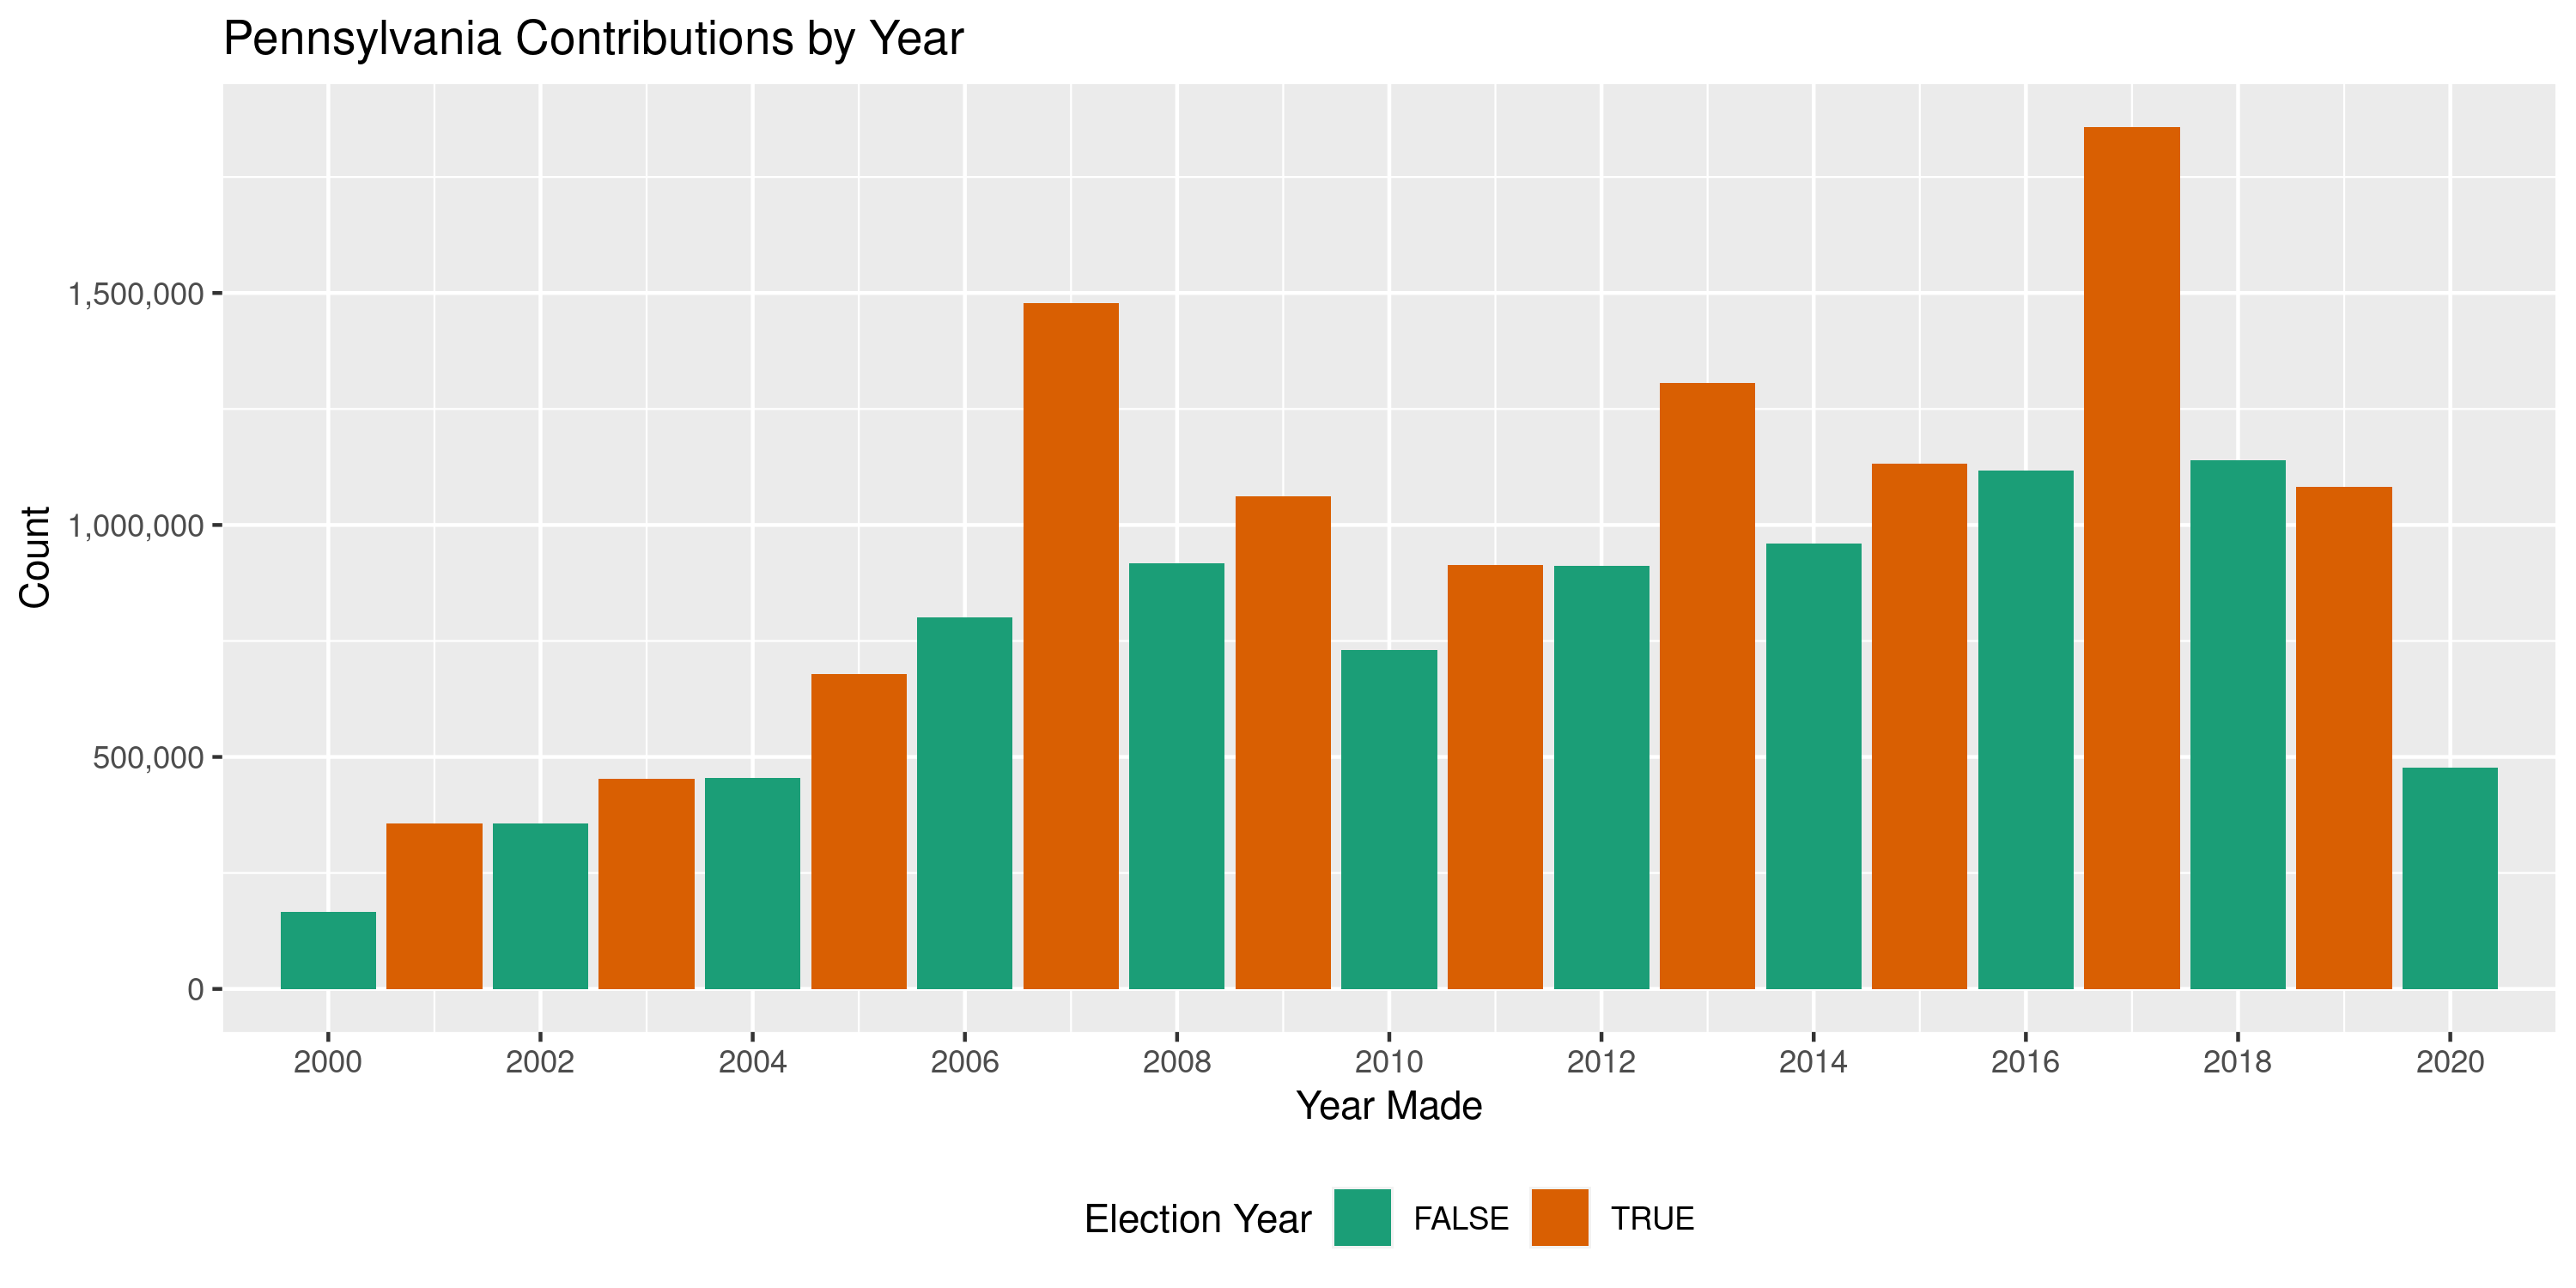 Pennsylvania Contributions by Year
Count
1,500,000
1,000,000
500,000
0
2000 2002 2004 2006 2008 2010 2012 2014 2016 2018 2020
Year Made
Election Year FALSE TRUE